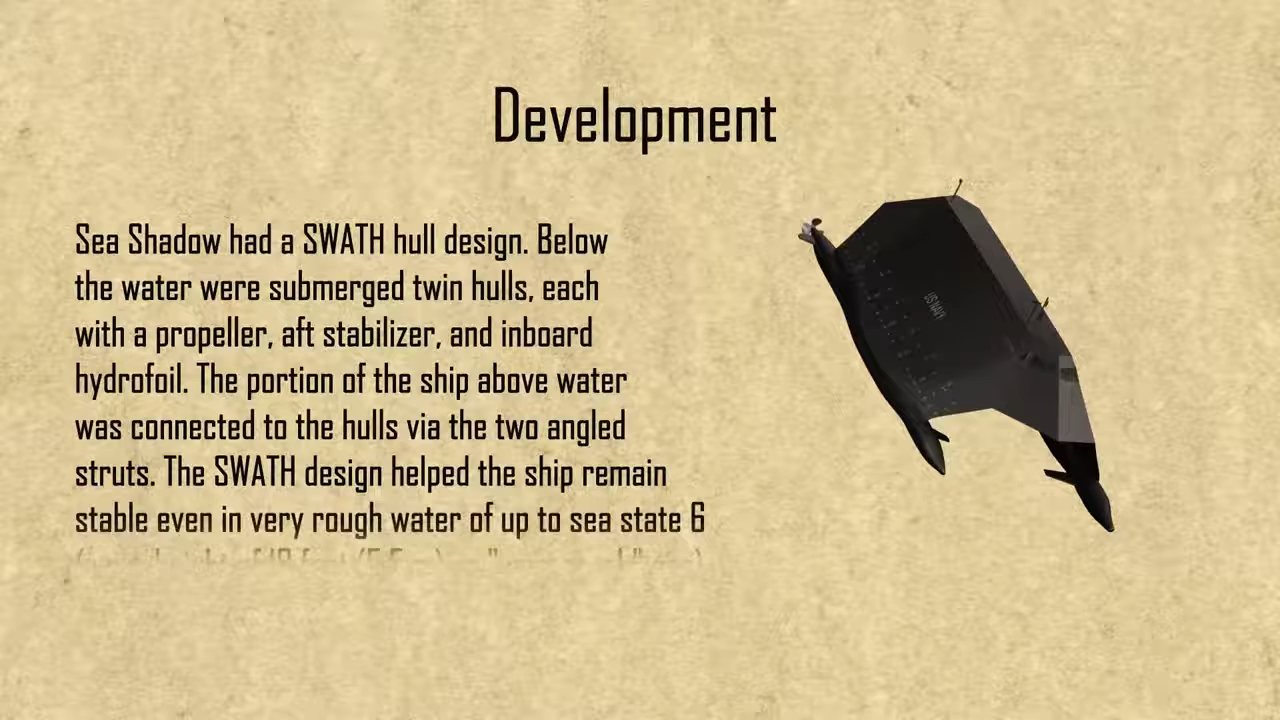 Development
Sea Shadow had a SWATH hull design. Below
the water were submerged twin hulls, each
with a propeller, aft stabilizer, and inboard
hydrofoil. The portion of the ship above water
was connected to the hulls via the two angled
struts. The SWATH design helped the ship remain
stable even in very rough water of up to sea state 6
US NAVY